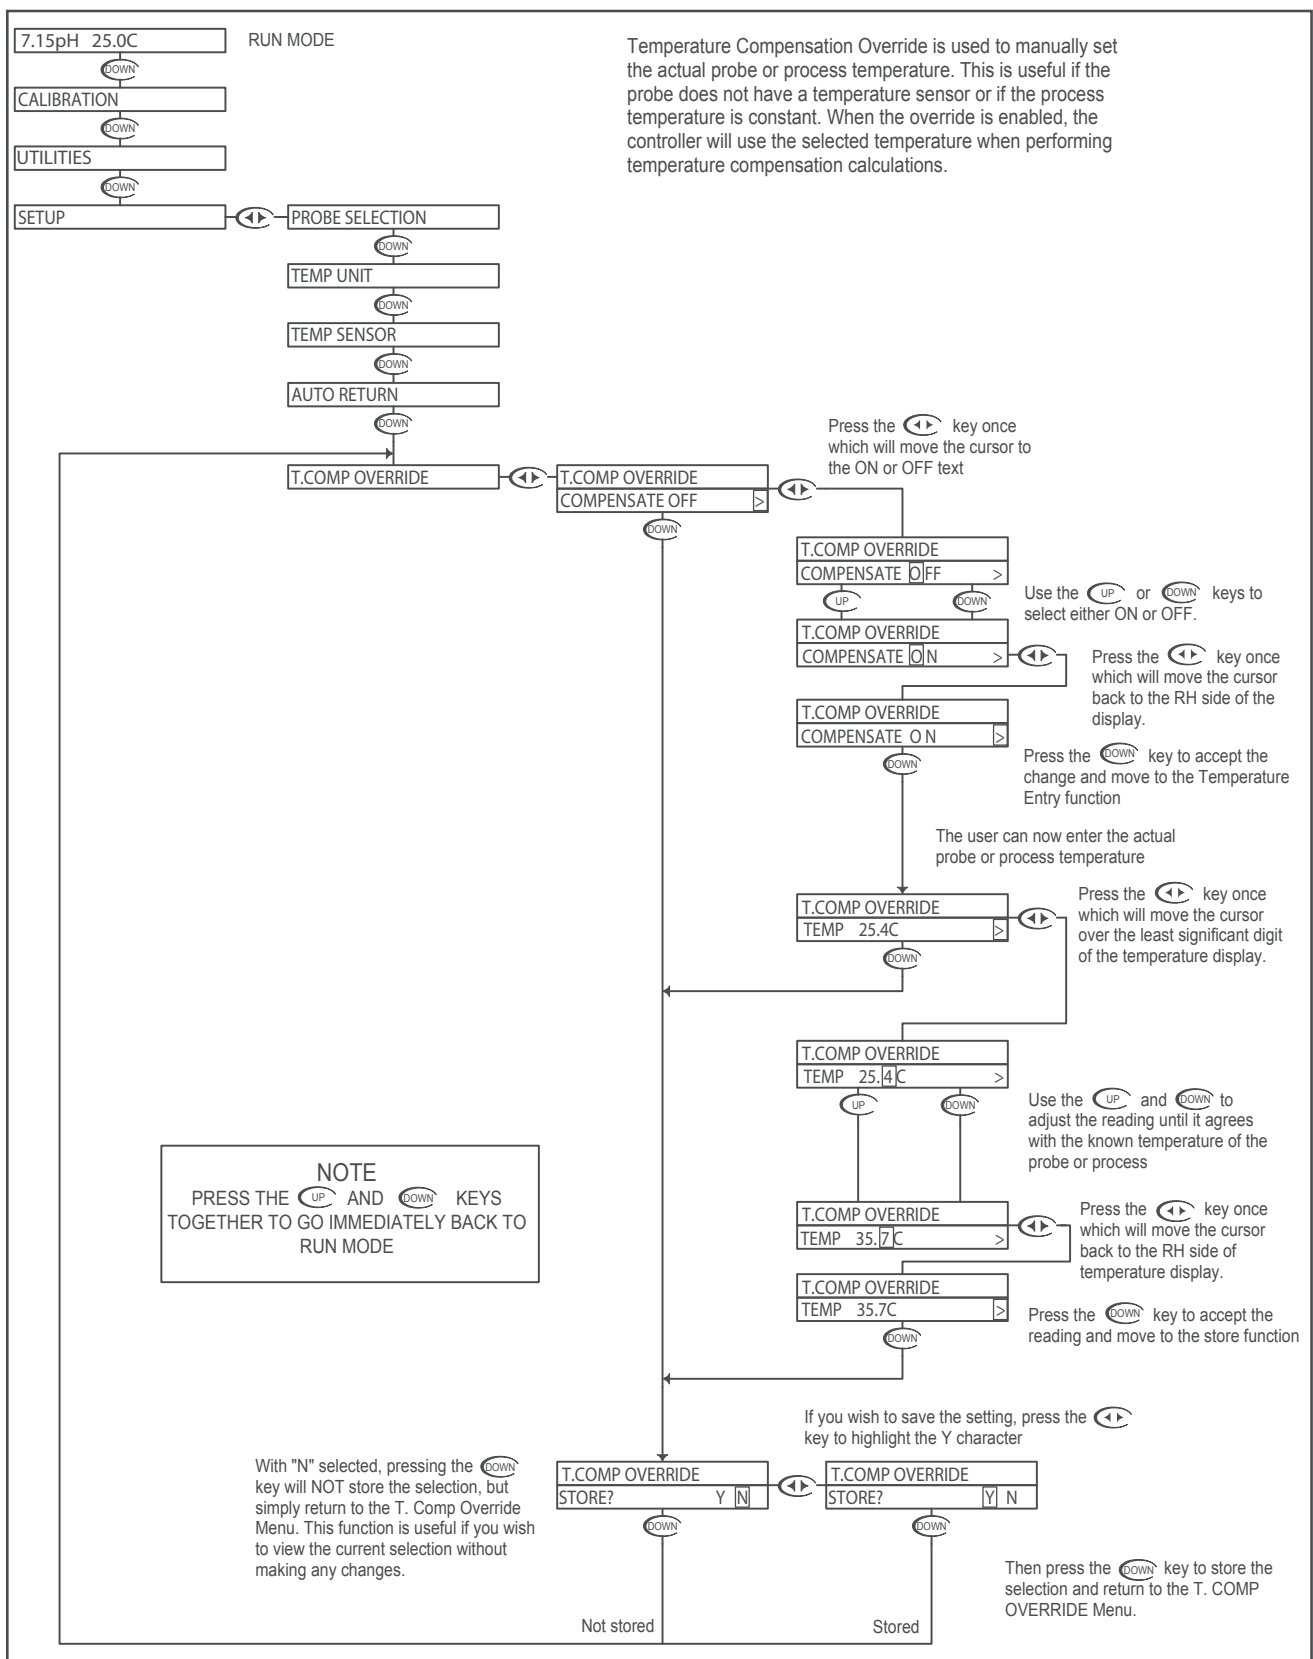 7.15pH 25.0C
RUN MODE
DOWN
CALIBRATION
DOWN
UTILITIES
DOWN
SETUP
Temperature Compensation Override is used to manually set
the actual probe or process temperature. This is useful if the
probe does not have a temperature sensor or if the process
temperature is constant. When the override is enabled, the
controller will use the selected temperature when performing
temperature compensation calculations.
PROBE SELECTION
DOWN
TEMP UNIT
DOWN
TEMP SENSOR
DOWN
AUTO RETURN
DOWN
T.COMP OVERRIDE
T.COMP OVERRIDE
COMPENSATE OFF >
DOWN
Press the key once
which will move the cursor to
the ON or OFF text
T.COMP OVERRIDE
COMPENSATE OFF >
UP DOWN
Use the UP or DOWN keys to
select either ON or OFF.
T.COMP OVERRIDE
COMPENSATE ON >
Press the key once
which will move the cursor
back to the RH side of the
display.
T.COMP OVERRIDE
COMPENSATE ON >
DOWN
Press the DOWN key to accept the
change and move to the Temperature
Entry function
The user can now enter the actual
probe or process temperature
T.COMP OVERRIDE
TEMP 25.4C >
DOWN
Press the key once
which will move the cursor
over the least significant digit
of the temperature display.
T.COMP OVERRIDE
TEMP 25.4C >
UP DOWN
Use the UP and DOWN to
adjust the reading until it agrees
with the known temperature of the
probe or process
NOTE
PRESS THE UP AND DOWN KEYS
TOGETHER TO GO IMMEDIATELY BACK TO
RUN MODE
T.COMP OVERRIDE
TEMP 35.7C >
Press the key once
which will move the cursor
back to the RH side of
temperature display.
T.COMP OVERRIDE
TEMP 35.7C >
DOWN
Press the DOWN key to accept the
reading and move to the store function
If you wish to save the setting, press the
key to highlight the Y character
With "N" selected, pressing the DOWN
key will NOT store the selection, but
simply return to the T. Comp Override
Menu. This function is useful if you wish
to view the current selection without
making any changes.
T.COMP OVERRIDE
STORE? Y N
DOWN
T.COMP OVERRIDE
STORE? Y N
DOWN
Then press the DOWN key to store the
selection and return to the T. COMP
OVERRIDE Menu.
Not stored
Stored